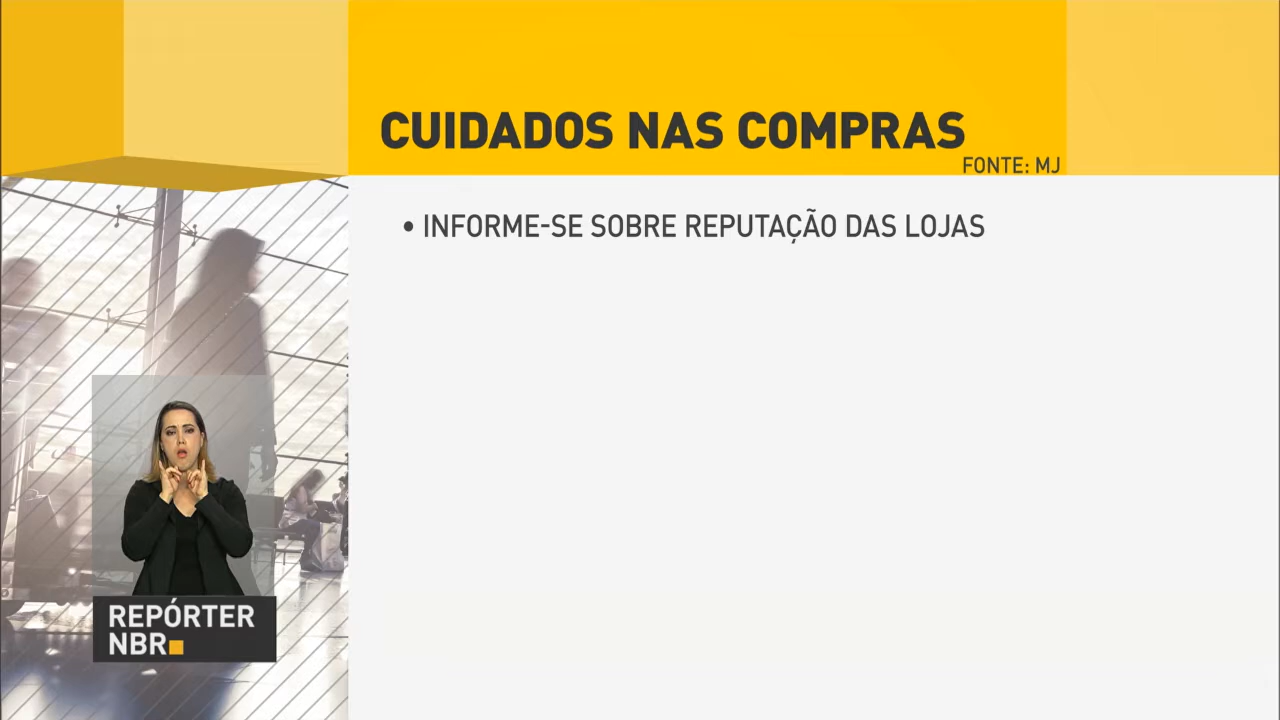 CUIDADOS NAS COMPRAS
FONTE: MJ
• INFORME-SE SOBRE REPUTAÇÃO DAS LOJAS
REPÓRTER
NBR